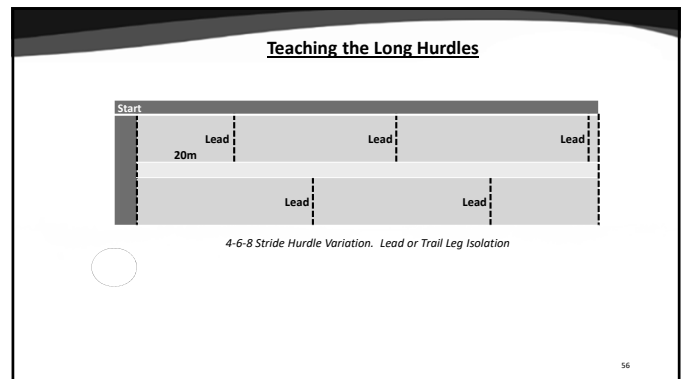 Teaching the Long Hurdles
Start
Lead Lead Lead
20m
Lead Lead
4-6-8 Stride Hurdle Variation. Lead or Trail Leg Isolation
56